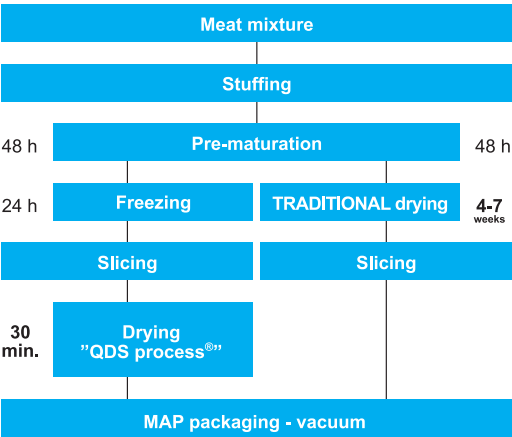 Meat mixture
Stuffing
48 h Pre-maturation 48 h
24 h Freezing TRADITIONAL drying 4-7
weeks
Slicing Slicing
30
min.
Drying
”QDS process®”
MAP packaging - vacuum